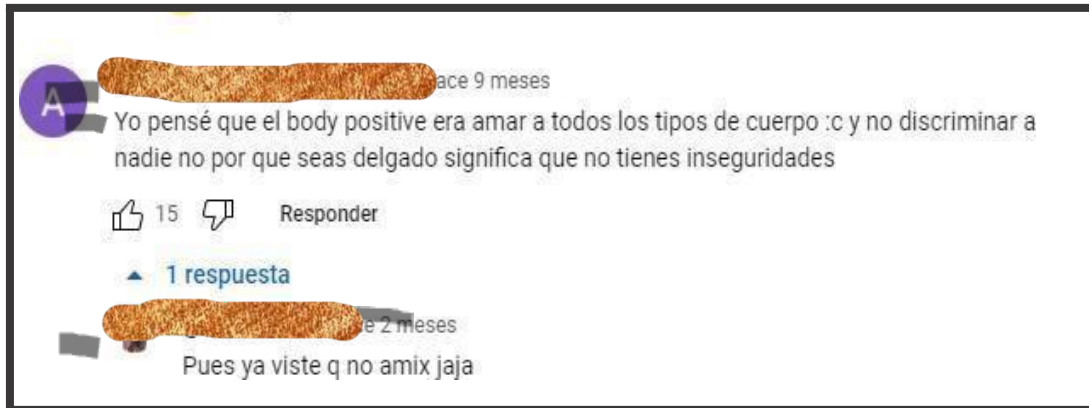 A
ace 9 meses
Yo pensé que el body positive era amar a todos los tipos de cuerpo :c y no discriminar a
nadie no por que seas delgado significa que no tienes inseguridades
15 Responder
1 respuesta
e 2 meses
Pues ya viste q no amix jaja